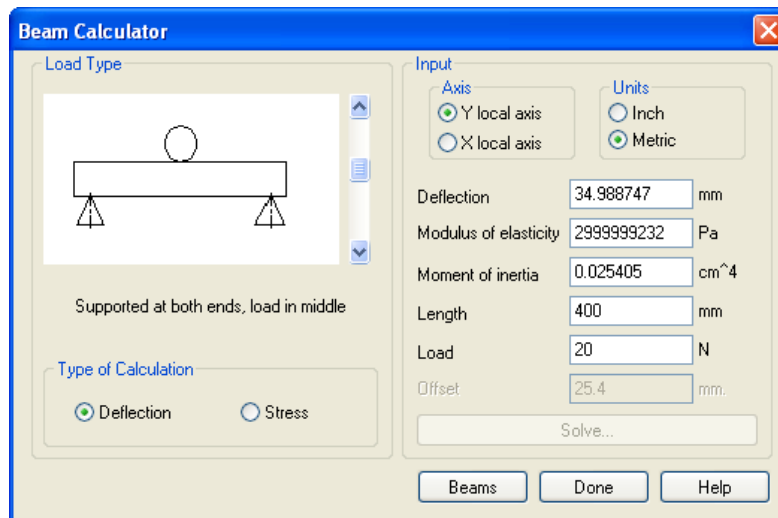 Beam Calculator
Load Type
Supported at both ends, load in middle
Type of Calculation
Deflection Stress
Input
Axis
Y local axis
X local axis
Units
Inch
Metric
Deflection 34.988747 mm
Modulus of elasticity 2999999232 Pa
Moment of inertia 0.025405 cm^4
Length 400 mm
Load 20 N
Offset 25.4 mm.
Solve...
Beams Done Help